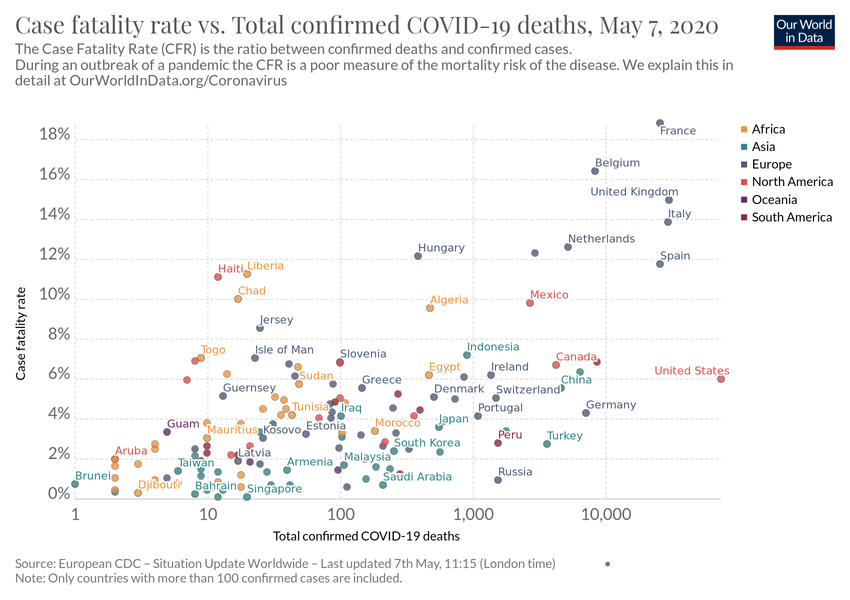 Case fatality rate vs. Total confirmed COVID-19 deaths, May 7, 2020
Our World
in Data
The Case Fatality Rate (CFR) is the ratio between confirmed deaths and confirmed cases.
During an outbreak of a pandemic the CFR is a poor measure of the mortality risk of the disease. We explain this in
detail at OurWorldInData.org/Coronavirus
18%
16%
14%
12%
10%
8%
6%
4%
2%
0%
Case fatality rate
France
Belgium
United Kingdom
Italy
Netherlands
Hungary
Spain
Haiti
Liberia
Chad
Mexico
Algeria
Jersey
Togo
Isle of Man
Slovenia
Indonesia
Canada
Sudan
Egypt
Ireland
China
United States
Guernsey
Greece
Denmark
Switzerland
Tunisia
Iraq
Portugal
Germany
Guam
Mauritius
Kosovo
Estonia
Morocco
Japan
Peru
Turkey
South Korea
Aruba
Latvia
Taiwan
Armenia
Malaysia
Brunei
Djibouti
Bahrain
Singapore
Saudi Arabia
Russia
1
10
100
1,000
10,000
Total confirmed COVID-19 deaths
Africa
Asia
Europe
North America
Oceania
South America
Source: European CDC – Situation Update Worldwide – Last updated 7th May, 11:15 (London time)
Note: Only countries with more than 100 confirmed cases are included.